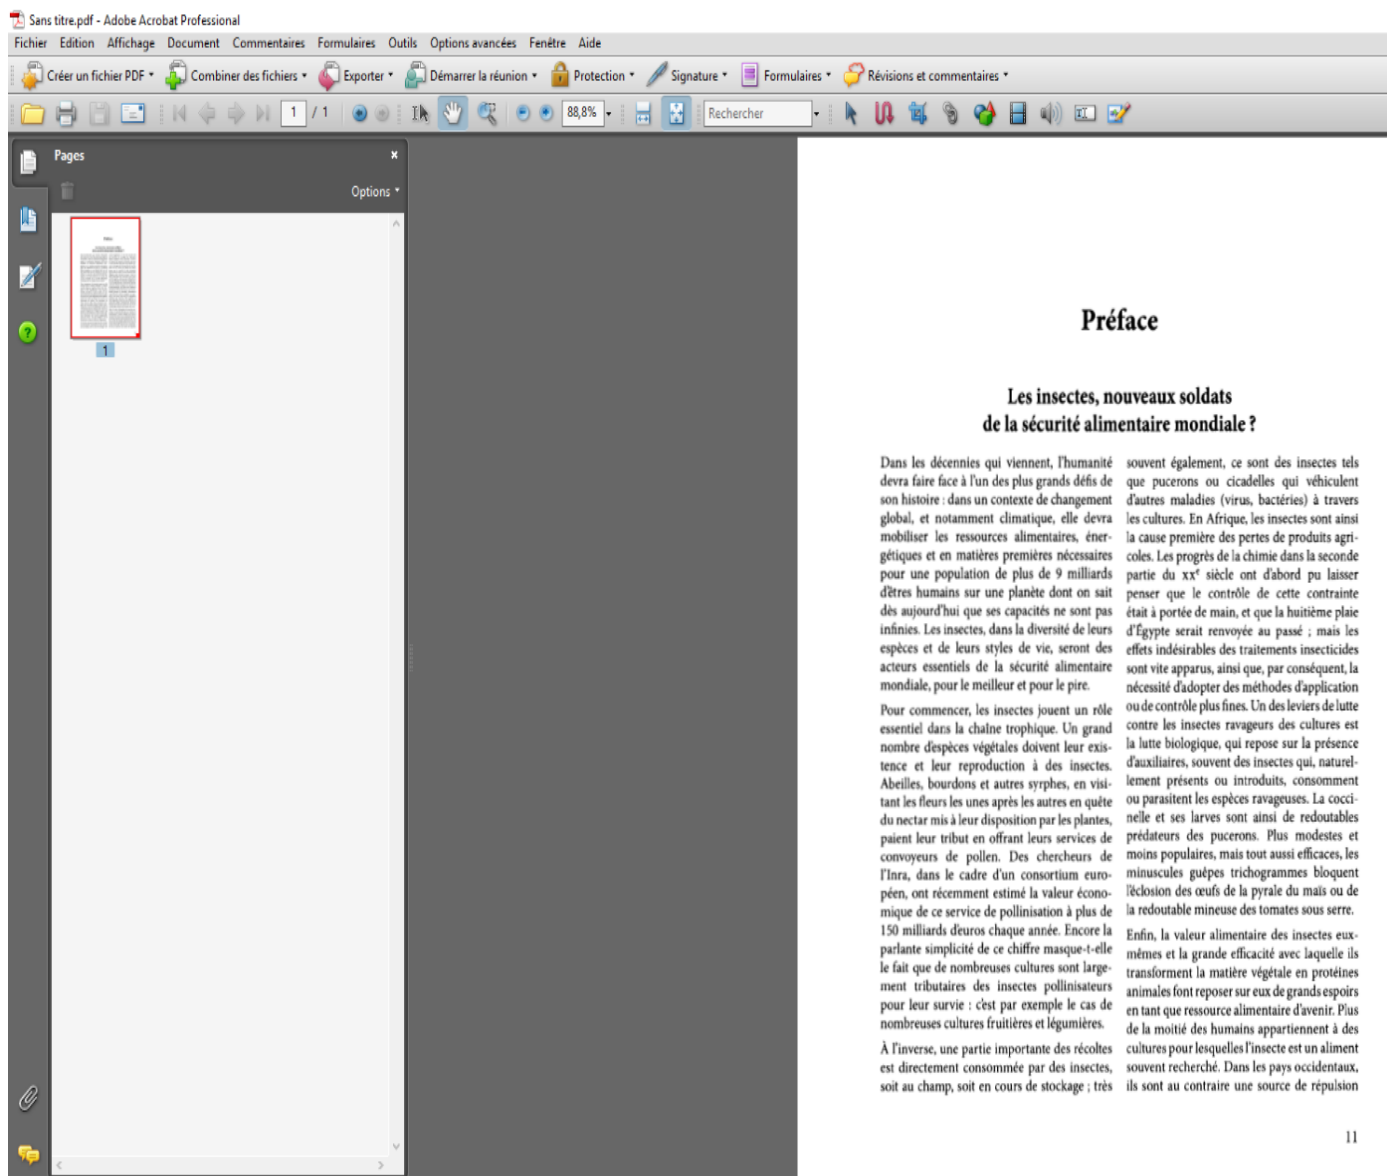 Sans titre.pdf - Adobe Acrobat Professional
Fichier Edition Affichage Document Commentaires Formulaires Outils Options avancées Fenêtre Aide
Créer un fichier PDF Combiner des fichiers Exporter Démarrer la réunion Protection Signature Formulaires Révisions et commentaires
1 / 1 88,8% Rechercher
Pages
Options
1
Préface
Les insectes, nouveaux soldats
de la sécurité alimentaire mondiale ?
Dans les décennies qui viennent, l'humanité
devra faire face à l'un des plus grands défis de
son histoire : dans un contexte de changement
global, et notamment climatique, elle devra
mobiliser les ressources alimentaires, éner-
gétiques et en matières premières nécessaires
pour une population de plus de 9 milliards
d'êtres humains sur une planète dont on sait
dès aujourd'hui que ses capacités ne sont pas
infinies. Les insectes, dans la diversité de leurs
espèces et de leurs styles de vie, seront des
acteurs essentiels de la sécurité alimentaire
mondiale, pour le meilleur et pour le pire.
Pour commencer, les insectes jouent un rôle
essentiel dans la chaîne trophique. Un grand
nombre d'espèces végétales doivent leur exis-
tence et leur reproduction à des insectes.
Abeilles, bourdons et autres syrphes, en visi-
tant les fleurs les unes après les autres en quête
du nectar mis à leur disposition par les plantes,
paient leur tribut en offrant leurs services de
convoyeurs de pollen. Des chercheurs de
l'Inra, dans le cadre d'un consortium euro-
péen, ont récemment estimé la valeur écono-
mique de ce service de pollinisation à plus de
150 milliards d'euros chaque année. Encore la
parlante simplicité de ce chiffre masque-t-elle
le fait que de nombreuses cultures sont large-
ment tributaires des insectes pollinisateurs
pour leur survie : c'est par exemple le cas de
nombreuses cultures fruitières et légumières.
À l'inverse, une partie importante des récoltes
est directement consommée par des insectes,
soit au champ, soit en cours de stockage ; très
souvent également, ce sont des insectes tels
que pucerons ou cicadelles qui véhiculent
d'autres maladies (virus, bactéries) à travers
les cultures. En Afrique, les insectes sont ainsi
la cause première des pertes de produits agri-
coles. Les progrès de la chimie dans la seconde
partie du XXe siècle ont d'abord pu laisser
penser que le contrôle de cette contrainte
était à portée de main, et que la huitième plaie
d'Égypte serait renvoyée au passé ; mais les
effets indésirables des traitements insecticides
sont vite apparus, ainsi que, par conséquent, la
nécessité d'adopter des méthodes d'application
ou de contrôle plus fines. Un des leviers de lutte
contre les insectes ravageurs des cultures est
la lutte biologique, qui repose sur la présence
d'auxiliaires, souvent des insectes qui, naturel-
lement présents ou introduits, consomment
ou parasitent les espèces ravageuses. La cocci-
nelle et ses larves sont ainsi de redoutables
prédateurs des pucerons. Plus modestes et
moins populaires, mais tout aussi efficaces, les
minuscules guêpes trichogrammes bloquent
l'éclosion des œufs de la pyrale du maïs ou de
la redoutable mineuse des tomates sous serre.
Enfin, la valeur alimentaire des insectes eux-
mêmes et la grande efficacité avec laquelle ils
transforment la matière végétale en protéines
animales font reposer sur eux de grands espoirs
en tant que ressource alimentaire d'avenir. Plus
de la moitié des humains appartiennent à des
cultures pour lesquelles l'insecte est un aliment
souvent recherché. Dans les pays occidentaux,
ils sont au contraire une source de répulsion
11